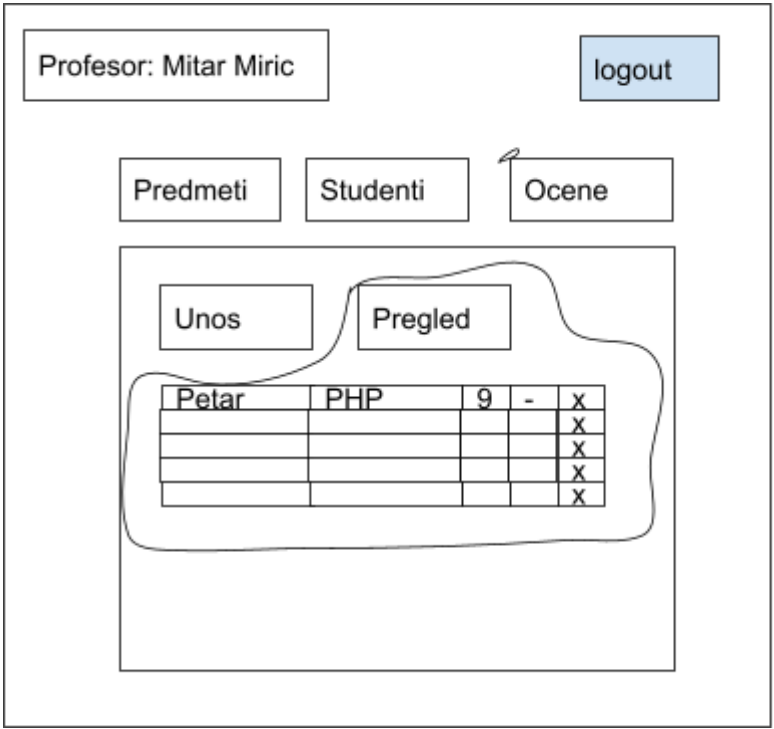 Profesor: Mitar Miric
logout
Predmeti Studenti Ocene
Unos Pregled
Petar PHP 9 - x
x
x
x
x